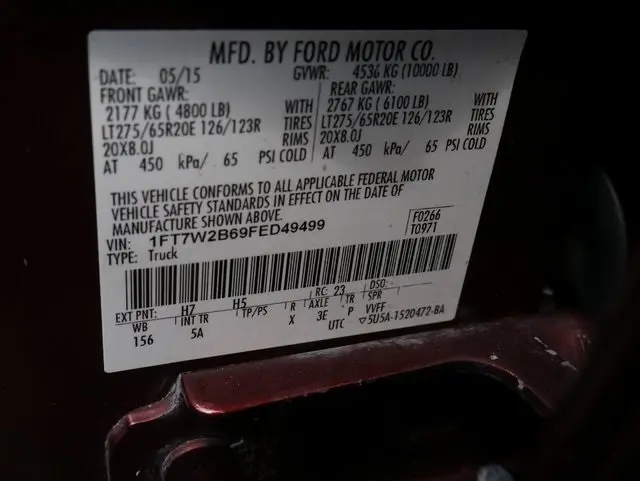 MFD. BY FORD MOTOR CO.
DATE: 05/15 GVWR: 4536 KG (10000 LB)
FRONT GAWR: REAR GAWR:
2177 KG ( 4800 LB) WITH 2767 KG ( 6100 LB) WITH
LT275/65R20E 126/123R TIRES LT275/65R20E 126/123R TIRES
20X8.0J RIMS 20X8.0J RIMS
AT 450 kPa/ 65 PSI COLD AT 450 kPa/ 65 PSI COLD
THIS VEHICLE CONFORMS TO ALL APPLICABLE FEDERAL MOTOR
VEHICLE SAFETY STANDARDS IN EFFECT ON THE DATE OF
MANUFACTURE SHOWN ABOVE.
VIN: 1FT7W2B69FED49499 F0266
TYPE: Truck T0971
EXT PNT: H7 H5 RC: 23 DSO:
WB INT TR TP/PS R AXLE TR SPR
156 5A X 3E P VVFF
UTC ▽5U5A-1520472-BA